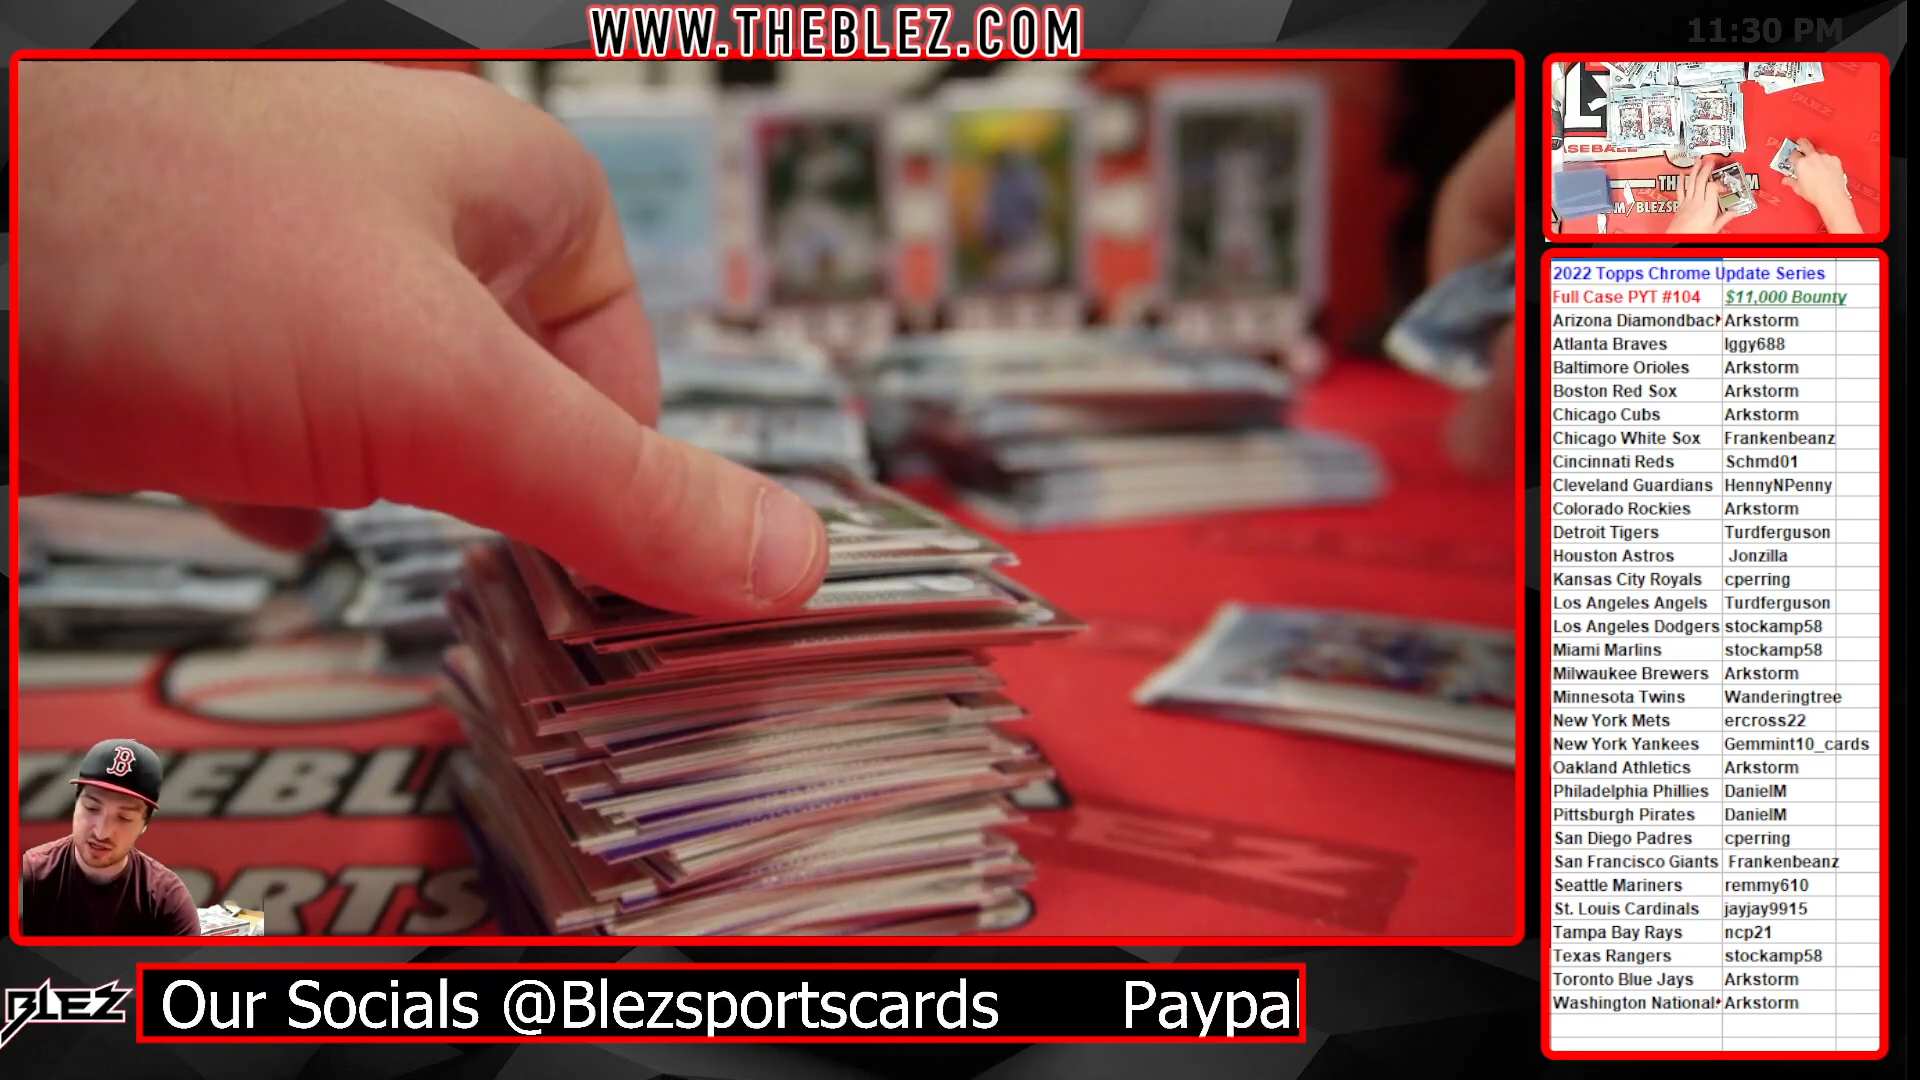 WWW.THEBLEZ.COM
11:30 PM
2022 Topps Chrome Update Series
Full Case PYT #104 $11,000 Bounty
Arizona Diamondbac Arkstorm
Atlanta Braves Iggy688
Baltimore Orioles Arkstorm
Boston Red Sox Arkstorm
Chicago Cubs Arkstorm
Chicago White Sox Frankenbeanz
Cincinnati Reds Schmd01
Cleveland Guardians HennyNPenny
Colorado Rockies Arkstorm
Detroit Tigers Turdferguson
Houston Astros Jonzilla
Kansas City Royals cperring
Los Angeles Angels Turdferguson
Los Angeles Dodgers stockamp58
Miami Marlins stockamp58
Milwaukee Brewers Arkstorm
Minnesota Twins Wanderingtree
New York Mets ercross22
New York Yankees Gemmint10_cards
Oakland Athletics Arkstorm
Philadelphia Phillies DanielM
Pittsburgh Pirates DanielM
San Diego Padres cperring
San Francisco Giants Frankenbeanz
Seattle Mariners remmy610
St. Louis Cardinals jayjay9915
Tampa Bay Rays ncp21
Texas Rangers stockamp58
Toronto Blue Jays Arkstorm
Washington National Arkstorm
THEBL
ORTS
B
BLEZ
Our Socials @Blezsportscards Paypal